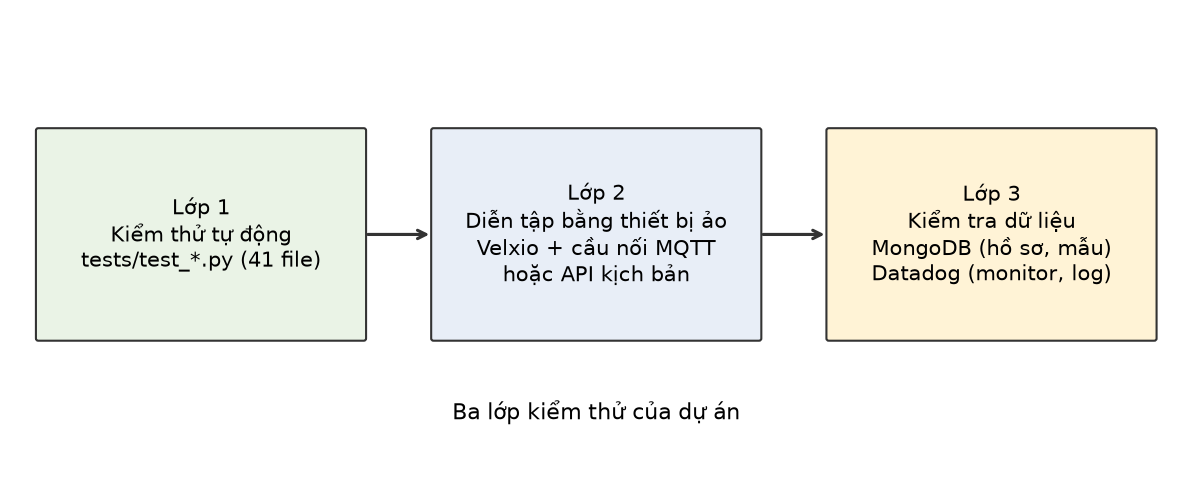 Lớp 1
Kiểm thử tự động
tests/test_*.py (41 file)
Lớp 2
Diễn tập bằng thiết bị ảo
Velxio + cầu nối MQTT
hoặc API kịch bản
Lớp 3
Kiểm tra dữ liệu
MongoDB (hồ sơ, mẫu)
Datadog (monitor, log)
Ba lớp kiểm thử của dự án